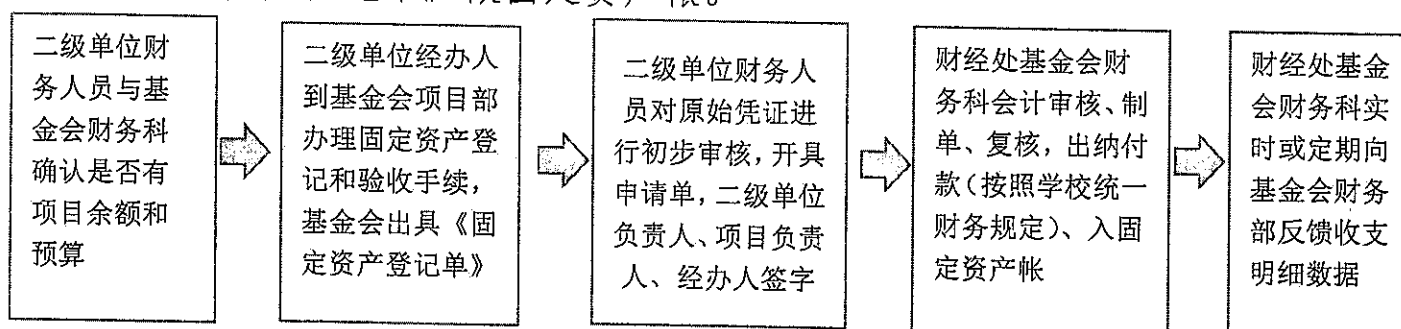 二级单位财
务人员与基
金会财务科
确认是否有
项目余额和
预算
二级单位经办人
到基金会项目部
办理固定资产登
记和验收手续，
基金会出具《固
定资产登记单》
二级单位财务人
员对原始凭证进
行初步审核，开具
申请单，二级单位
负责人、项目负责
人、经办人签字
财经处基金会财
务科会计审核、制
单、复核，出纳付
款（按照学校统一
财务规定）、入固
定资产帐
财经处基金
会财务科实
时或定期向
基金会财务
部反馈收支
明细数据